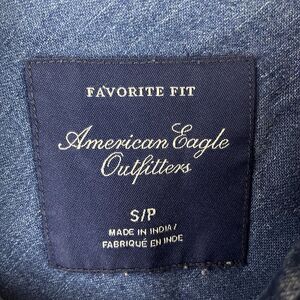 FAVORITE FIT
American Eagle
Outfitters
S/P
MADE IN INDIA/
FABRIQUÉ EN INDE